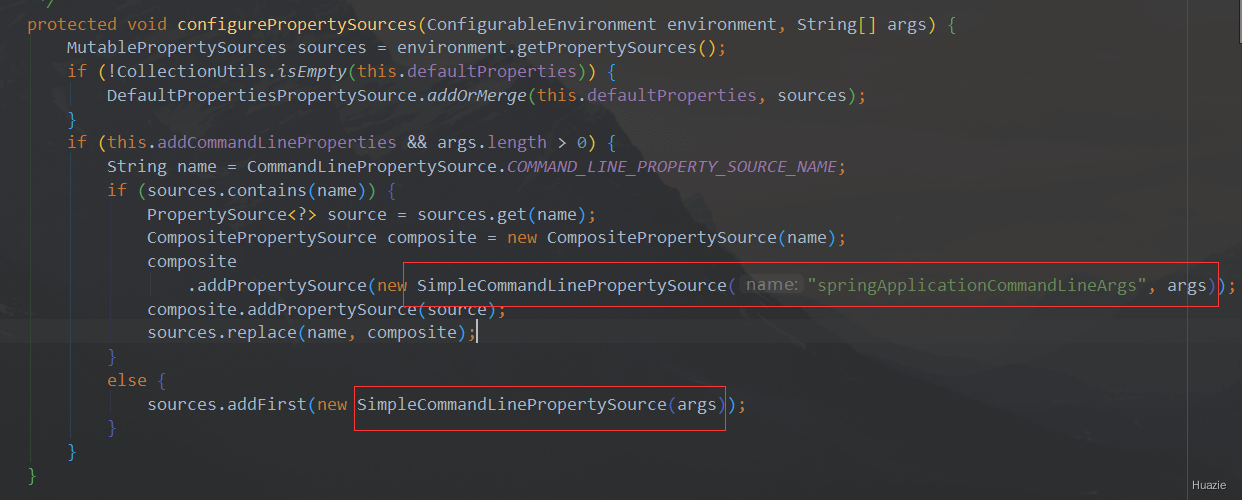 */
protected void configurePropertySources(ConfigurableEnvironment environment, String[] args) {
MutablePropertySources sources = environment.getPropertySources();
if (!CollectionUtils.isEmpty(this.defaultProperties)) {
DefaultPropertiesPropertySource.addOrMerge(this.defaultProperties, sources);
}
if (this.addCommandLineProperties && args.length > 0) {
String name = CommandLinePropertySource.COMMAND_LINE_PROPERTY_SOURCE_NAME;
if (sources.contains(name)) {
PropertySource<?> source = sources.get(name);
CompositePropertySource composite = new CompositePropertySource(name);
composite
.addPropertySource(new SimpleCommandLinePropertySource( name: "springApplicationCommandLineArgs", args));
composite.addPropertySource(source);
sources.replace(name, composite);
}
else {
sources.addFirst(new SimpleCommandLinePropertySource(args));
}
}
}
Huazie